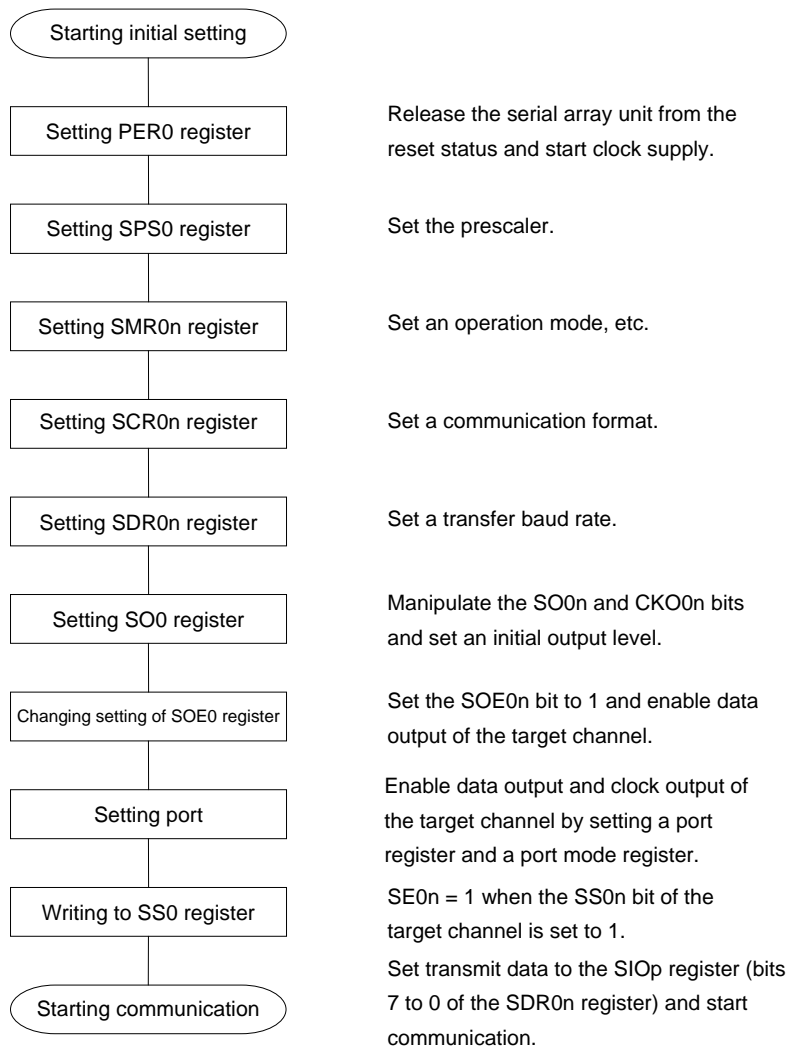 Starting initial setting
Setting PER0 register
Release the serial array unit from the
reset status and start clock supply.
Setting SPS0 register
Set the prescaler.
Setting SMR0n register
Set an operation mode, etc.
Setting SCR0n register
Set a communication format.
Setting SDR0n register
Set a transfer baud rate.
Setting SO0 register
Manipulate the SO0n and CKO0n bits
and set an initial output level.
Changing setting of SOE0 register
Set the SOE0n bit to 1 and enable data
output of the target channel.
Setting port
Enable data output and clock output of
the target channel by setting a port
register and a port mode register.
Writing to SS0 register
SE0n = 1 when the SS0n bit of the
target channel is set to 1.
Starting communication
Set transmit data to the SIOp register (bits
7 to 0 of the SDR0n register) and start
communication.